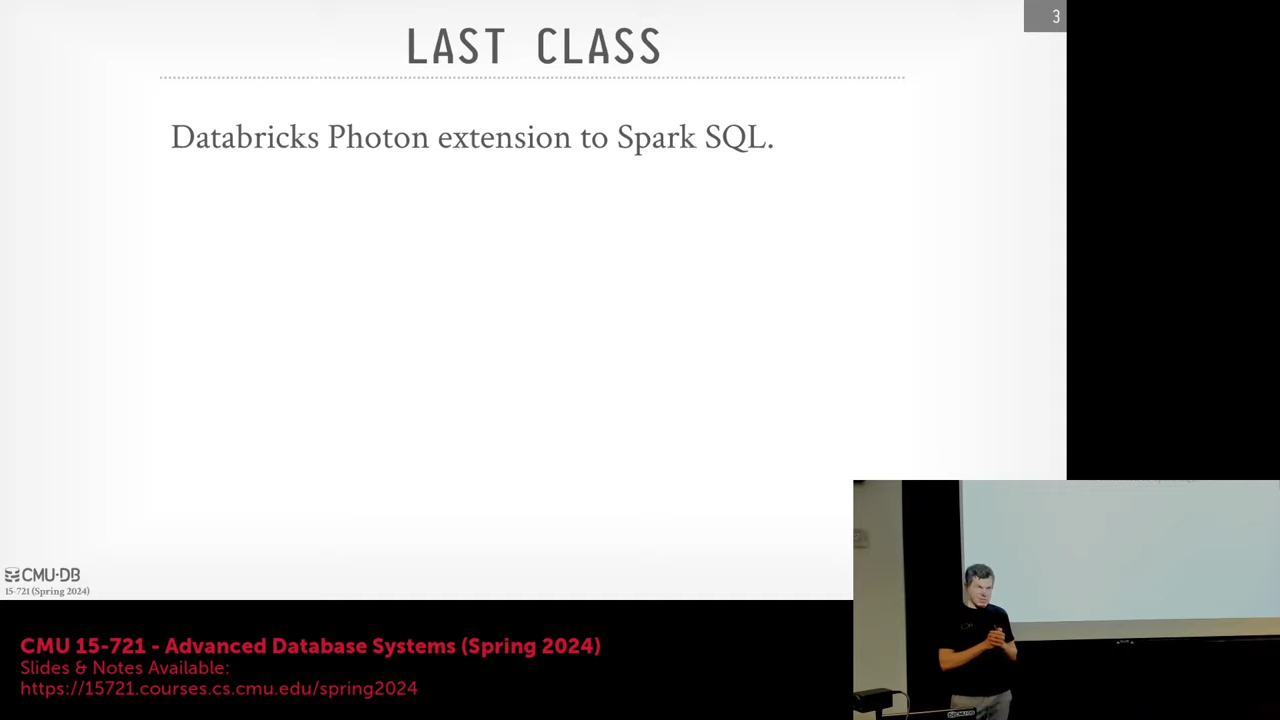 3
LAST CLASS
Databricks Photon extension to Spark SQL.
CMU·DB
15-721 (Spring 2024)
CMU 15-721 - Advanced Database Systems (Spring 2024)
Slides & Notes Available:
https://15721.courses.cs.cmu.edu/spring2024